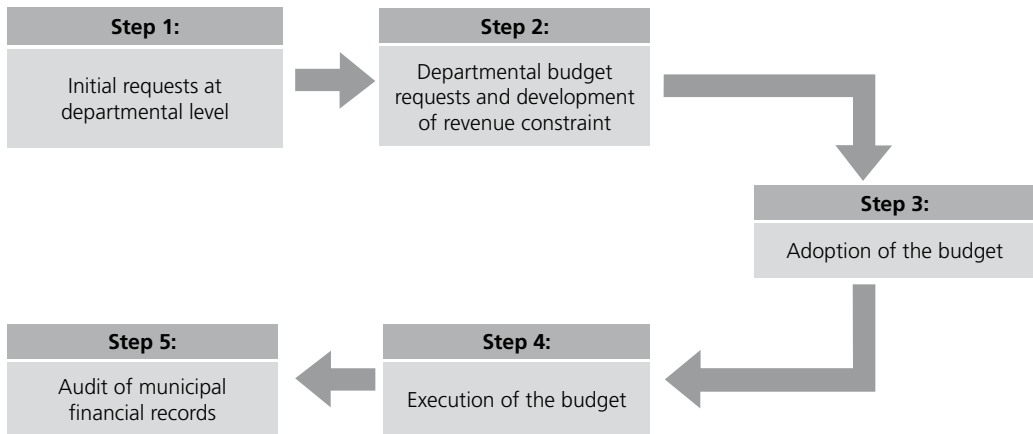 Step 1:
Initial requests at
departmental level
Step 2:
Departmental budget
requests and development
of revenue constraint
Step 3:
Adoption of the budget
Step 4:
Execution of the budget
Step 5:
Audit of municipal
financial records